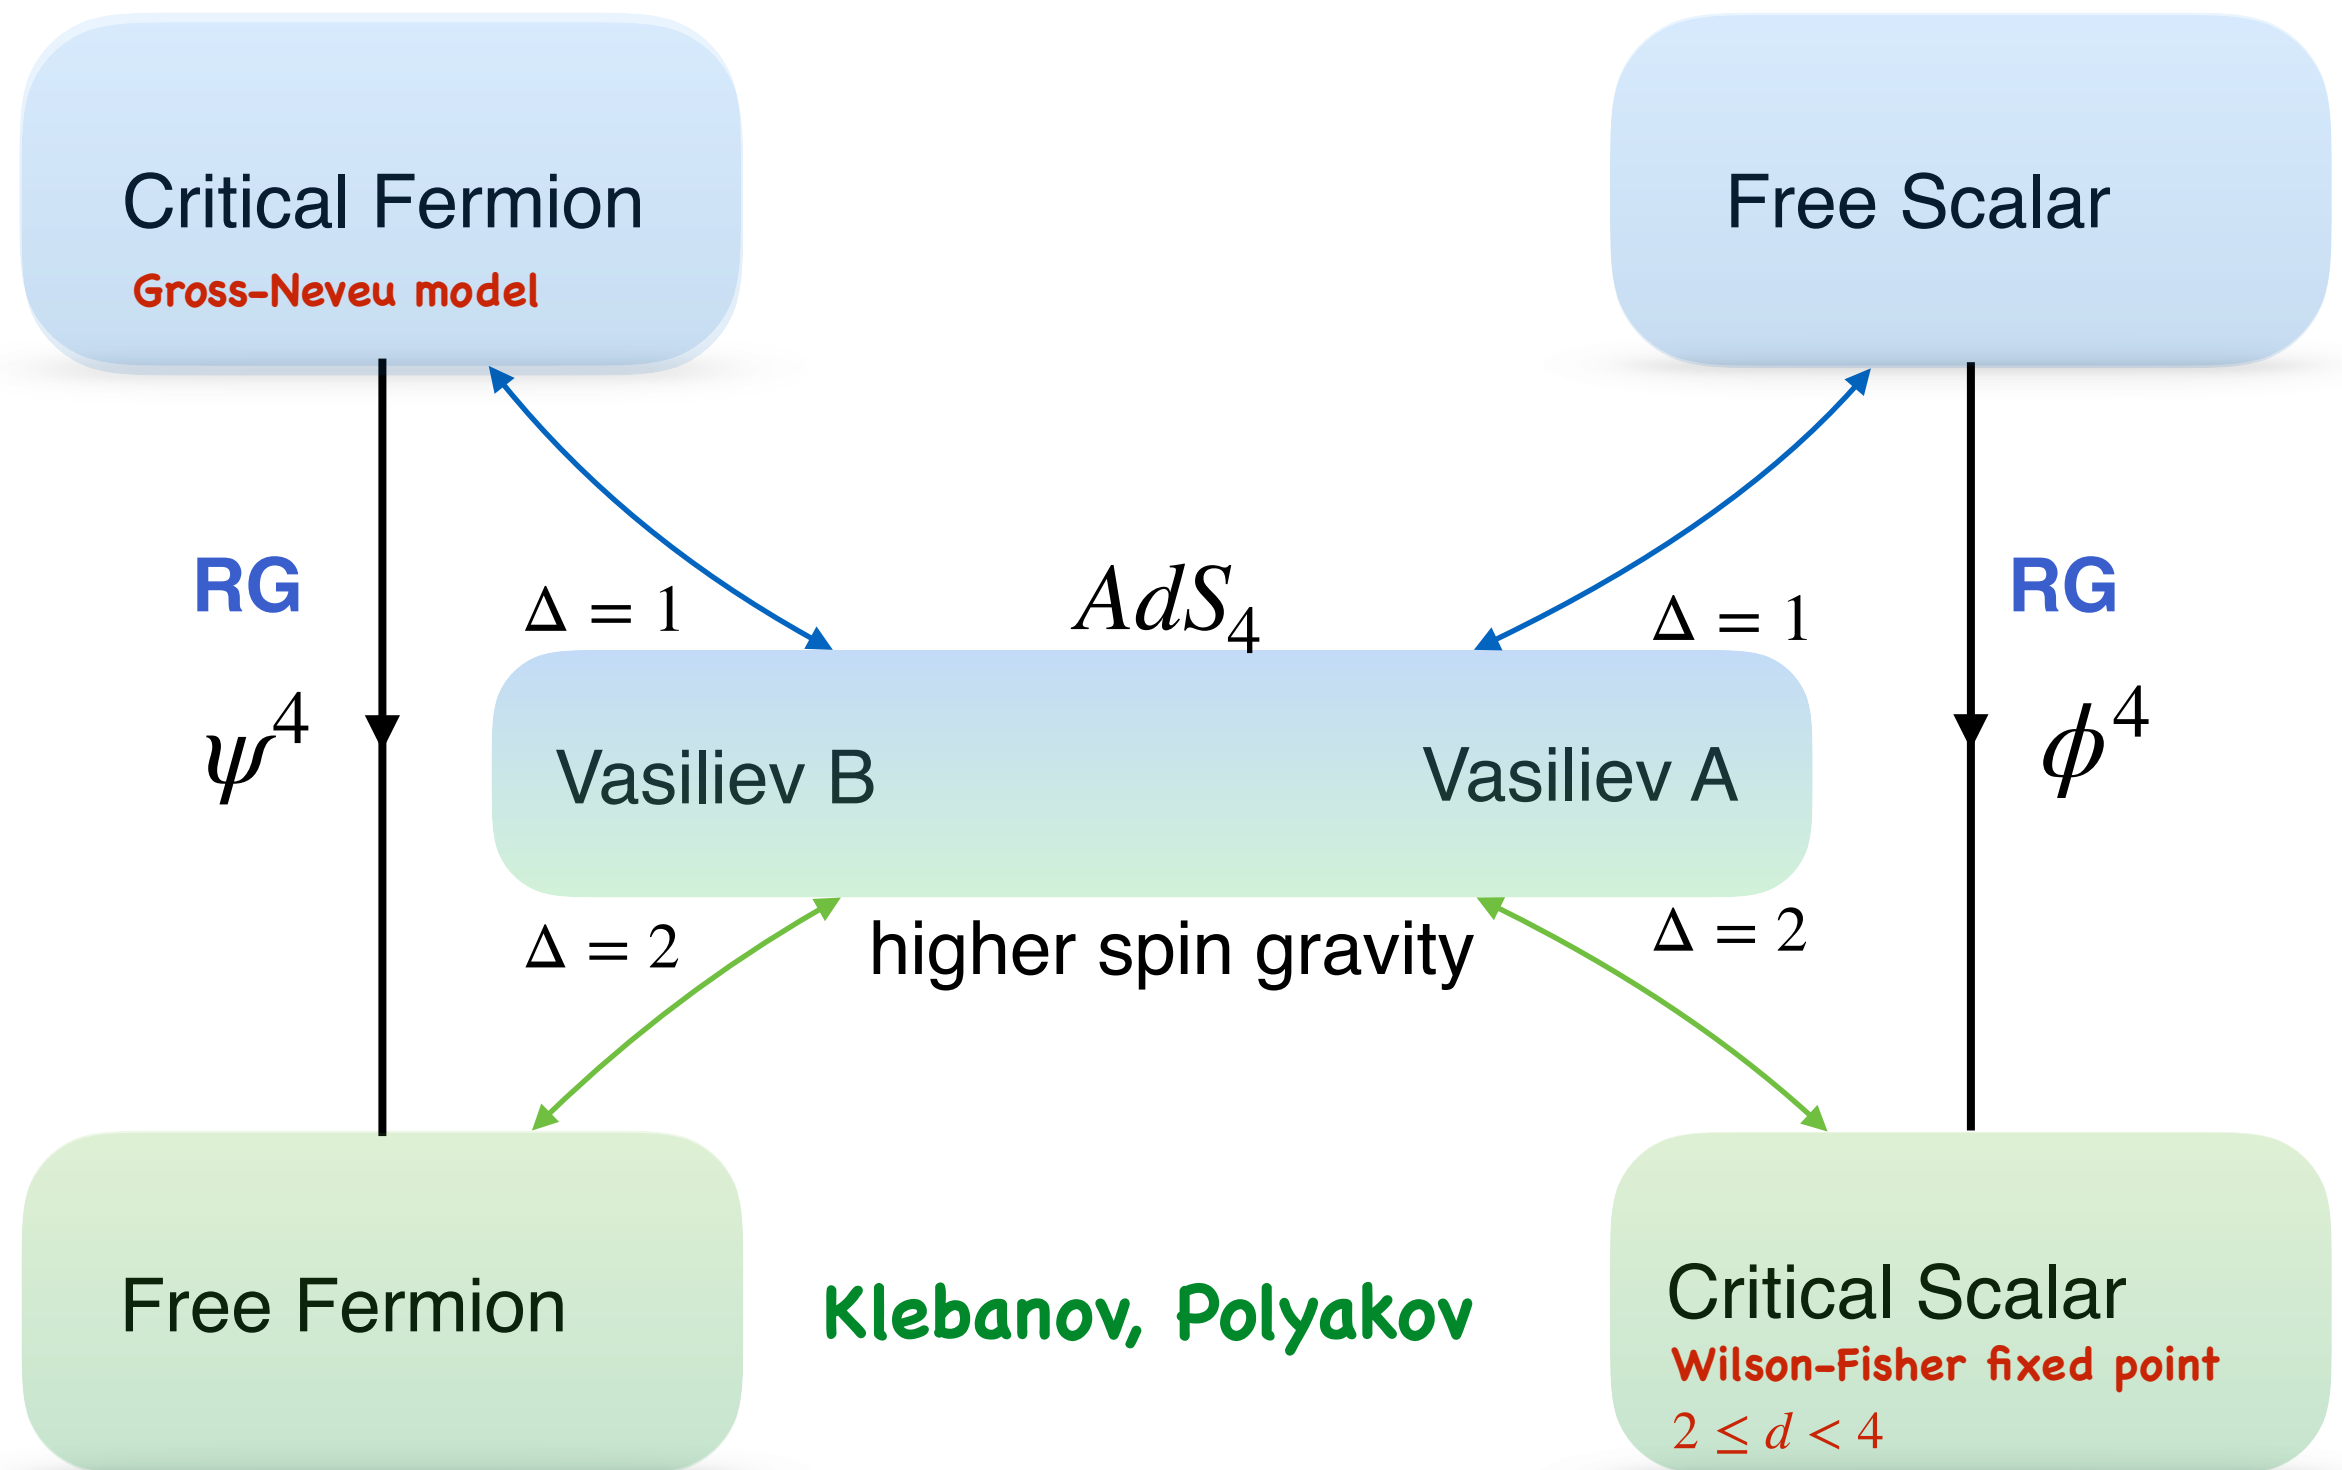 Critical Fermion
Gross-Neveu model
Free Scalar
RG
Δ = 1
AdS₄
Δ = 1
RG
ψ⁴
Vasiliev B
Vasiliev A
ϕ⁴
Δ = 2
higher spin gravity
Δ = 2
Free Fermion
Klebanov, Polyakov
Critical Scalar
Wilson-Fisher fixed point
2 ≤ d < 4